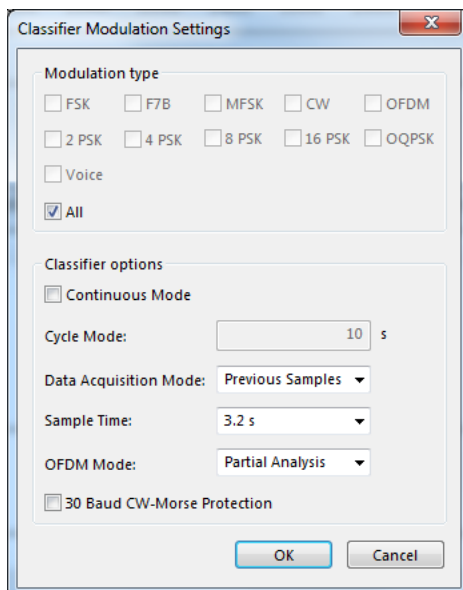 Classifier Modulation Settings
Modulation type
FSK F7B MFSK CW OFDM
2 PSK 4 PSK 8 PSK 16 PSK OQPSK
Voice
All
Classifier options
Continuous Mode
Cycle Mode: 10 s
Data Acquisition Mode: Previous Samples
Sample Time: 3.2 s
OFDM Mode: Partial Analysis
30 Baud CW-Morse Protection
OK Cancel